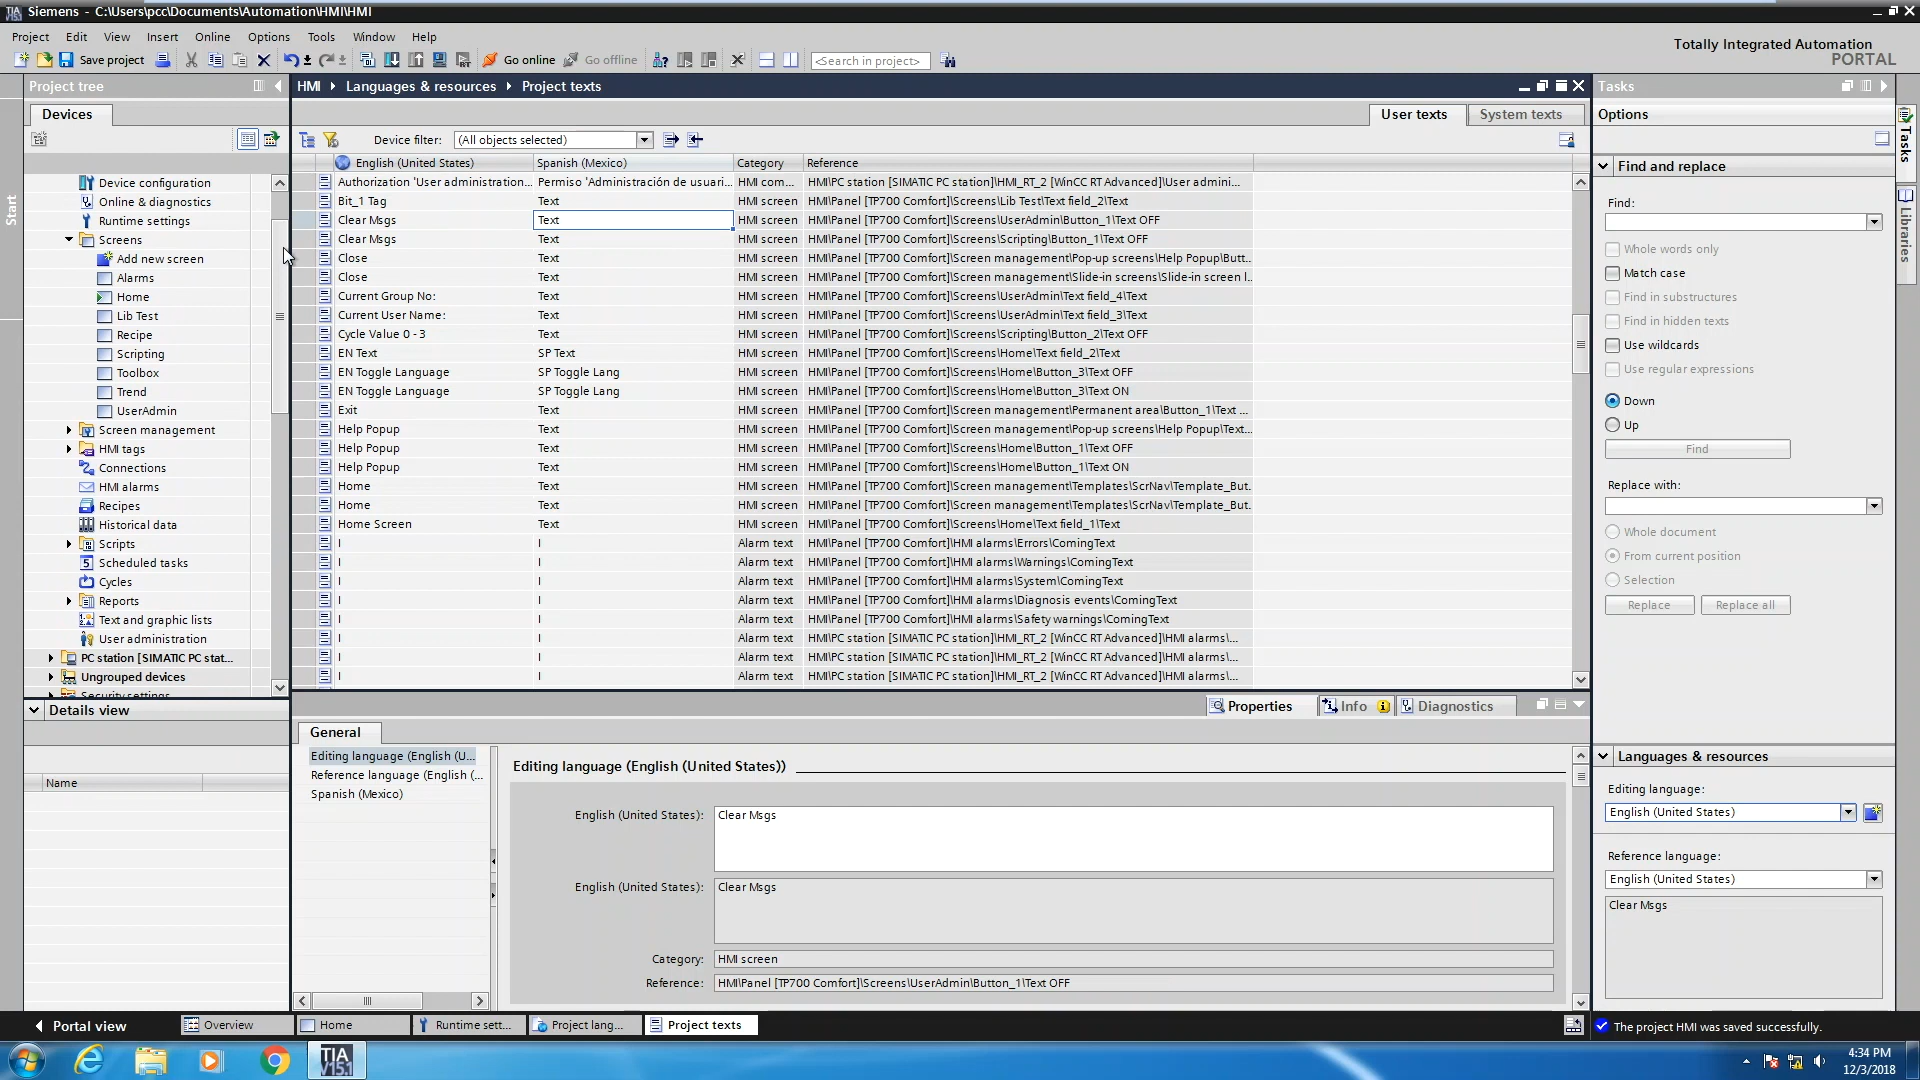 Siemens - C:\Users\pcc\Documents\Automation\HMI\HMI
Project Edit View Insert Online Options Tools Window Help
Totally Integrated Automation
PORTAL
Save project
Go online
Go offline
<Search in project>
Project tree
HMI Languages & resources Project texts
Tasks
Devices
User texts
System texts
Options
Device filter: (All objects selected)
English (United States) Spanish (Mexico) Category Reference
Authorization 'User administration... Permiso 'Administración de usuari... HMI com... HMI\PC station [SIMATIC PC station]\HMI_RT_2 [WinCC RT Advanced]\User admini...
Bit_1 Tag Text HMI screen HMI\Panel [TP700 Comfort]\Screens\Lib Test\Text field_2\Text
Clear Msgs Text HMI screen HMI\Panel [TP700 Comfort]\Screens\UserAdmin\Button_1\Text OFF
Clear Msgs Text HMI screen HMI\Panel [TP700 Comfort]\Screens\Scripting\Button_1\Text OFF
Close Text HMI screen HMI\Panel [TP700 Comfort]\Screen management\Pop-up screens\Help Popup\Butt...
Close Text HMI screen HMI\Panel [TP700 Comfort]\Screen management\Slide-in screens\Slide-in screen l...
Current Group No: Text HMI screen HMI\Panel [TP700 Comfort]\Screens\UserAdmin\Text field_4\Text
Current User Name: Text HMI screen HMI\Panel [TP700 Comfort]\Screens\UserAdmin\Text field_3\Text
Cycle Value 0 - 3 Text HMI screen HMI\Panel [TP700 Comfort]\Screens\Scripting\Button_2\Text OFF
EN Text SP Text HMI screen HMI\Panel [TP700 Comfort]\Screens\Home\Text field_2\Text
EN Toggle Language SP Toggle Lang HMI screen HMI\Panel [TP700 Comfort]\Screens\Home\Button_3\Text OFF
EN Toggle Language SP Toggle Lang HMI screen HMI\Panel [TP700 Comfort]\Screens\Home\Button_3\Text ON
Exit Text HMI screen HMI\Panel [TP700 Comfort]\Screen management\Permanent area\Button_1\Text ...
Help Popup Text HMI screen HMI\Panel [TP700 Comfort]\Screen management\Pop-up screens\Help Popup\Text...
Help Popup Text HMI screen HMI\Panel [TP700 Comfort]\Screens\Home\Button_1\Text OFF
Help Popup Text HMI screen HMI\Panel [TP700 Comfort]\Screens\Home\Button_1\Text ON
Home Text HMI screen HMI\Panel [TP700 Comfort]\Screen management\Templates\ScrNav\Template_But...
Home Text HMI screen HMI\Panel [TP700 Comfort]\Screen management\Templates\ScrNav\Template_But...
Home Screen Text HMI screen HMI\Panel [TP700 Comfort]\Screens\Home\Text field_1\Text
I I Alarm text HMI\Panel [TP700 Comfort]\HMI alarms\Errors\ComingText
I I Alarm text HMI\Panel [TP700 Comfort]\HMI alarms\Warnings\ComingText
I I Alarm text HMI\Panel [TP700 Comfort]\HMI alarms\System\ComingText
I I Alarm text HMI\Panel [TP700 Comfort]\HMI alarms\Diagnosis events\ComingText
I I Alarm text HMI\Panel [TP700 Comfort]\HMI alarms\Safety warnings\ComingText
I I Alarm text HMI\PC station [SIMATIC PC station]\HMI_RT_2 [WinCC RT Advanced]\HMI alarms\...
I I Alarm text HMI\PC station [SIMATIC PC station]\HMI_RT_2 [WinCC RT Advanced]\HMI alarms\...
I I Alarm text HMI\PC station [SIMATIC PC station]\HMI_RT_2 [WinCC RT Advanced]\HMI alarms\...
Start
Device configuration
Online & diagnostics
Runtime settings
Screens
Add new screen
Alarms
Home
Lib Test
Recipe
Scripting
Toolbox
Trend
UserAdmin
Screen management
HMI tags
Connections
HMI alarms
Recipes
Historical data
Scripts
Scheduled tasks
Cycles
Reports
Text and graphic lists
User administration
PC station [SIMATIC PC stat...
Ungrouped devices
Security settings
Details view
Name
Find and replace
Find:
Whole words only
Match case
Find in substructures
Find in hidden texts
Use wildcards
Use regular expressions
Down
Up
Find
Replace with:
Whole document
From current position
Selection
Replace
Replace all
Tasks
Libraries
Properties
Info
Diagnostics
General
Editing language (English (U...
Reference language (English (...
Spanish (Mexico)
Editing language (English (United States))
English (United States): Clear Msgs
English (United States): Clear Msgs
Category: HMI screen
Reference: HMI\Panel [TP700 Comfort]\Screens\UserAdmin\Button_1\Text OFF
Languages & resources
Editing language:
English (United States)
Reference language:
English (United States)
Clear Msgs
Portal view
Overview
Home
Runtime sett...
Project lang...
Project texts
The project HMI was saved successfully.
TIA
V15.1
4:34 PM
12/3/2018